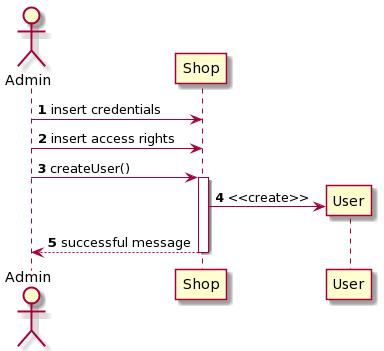 Admin
Shop
1 insert credentials
2 insert access rights
3 createUser()
4 <<create>>
User
5 successful message
Admin
Shop
User